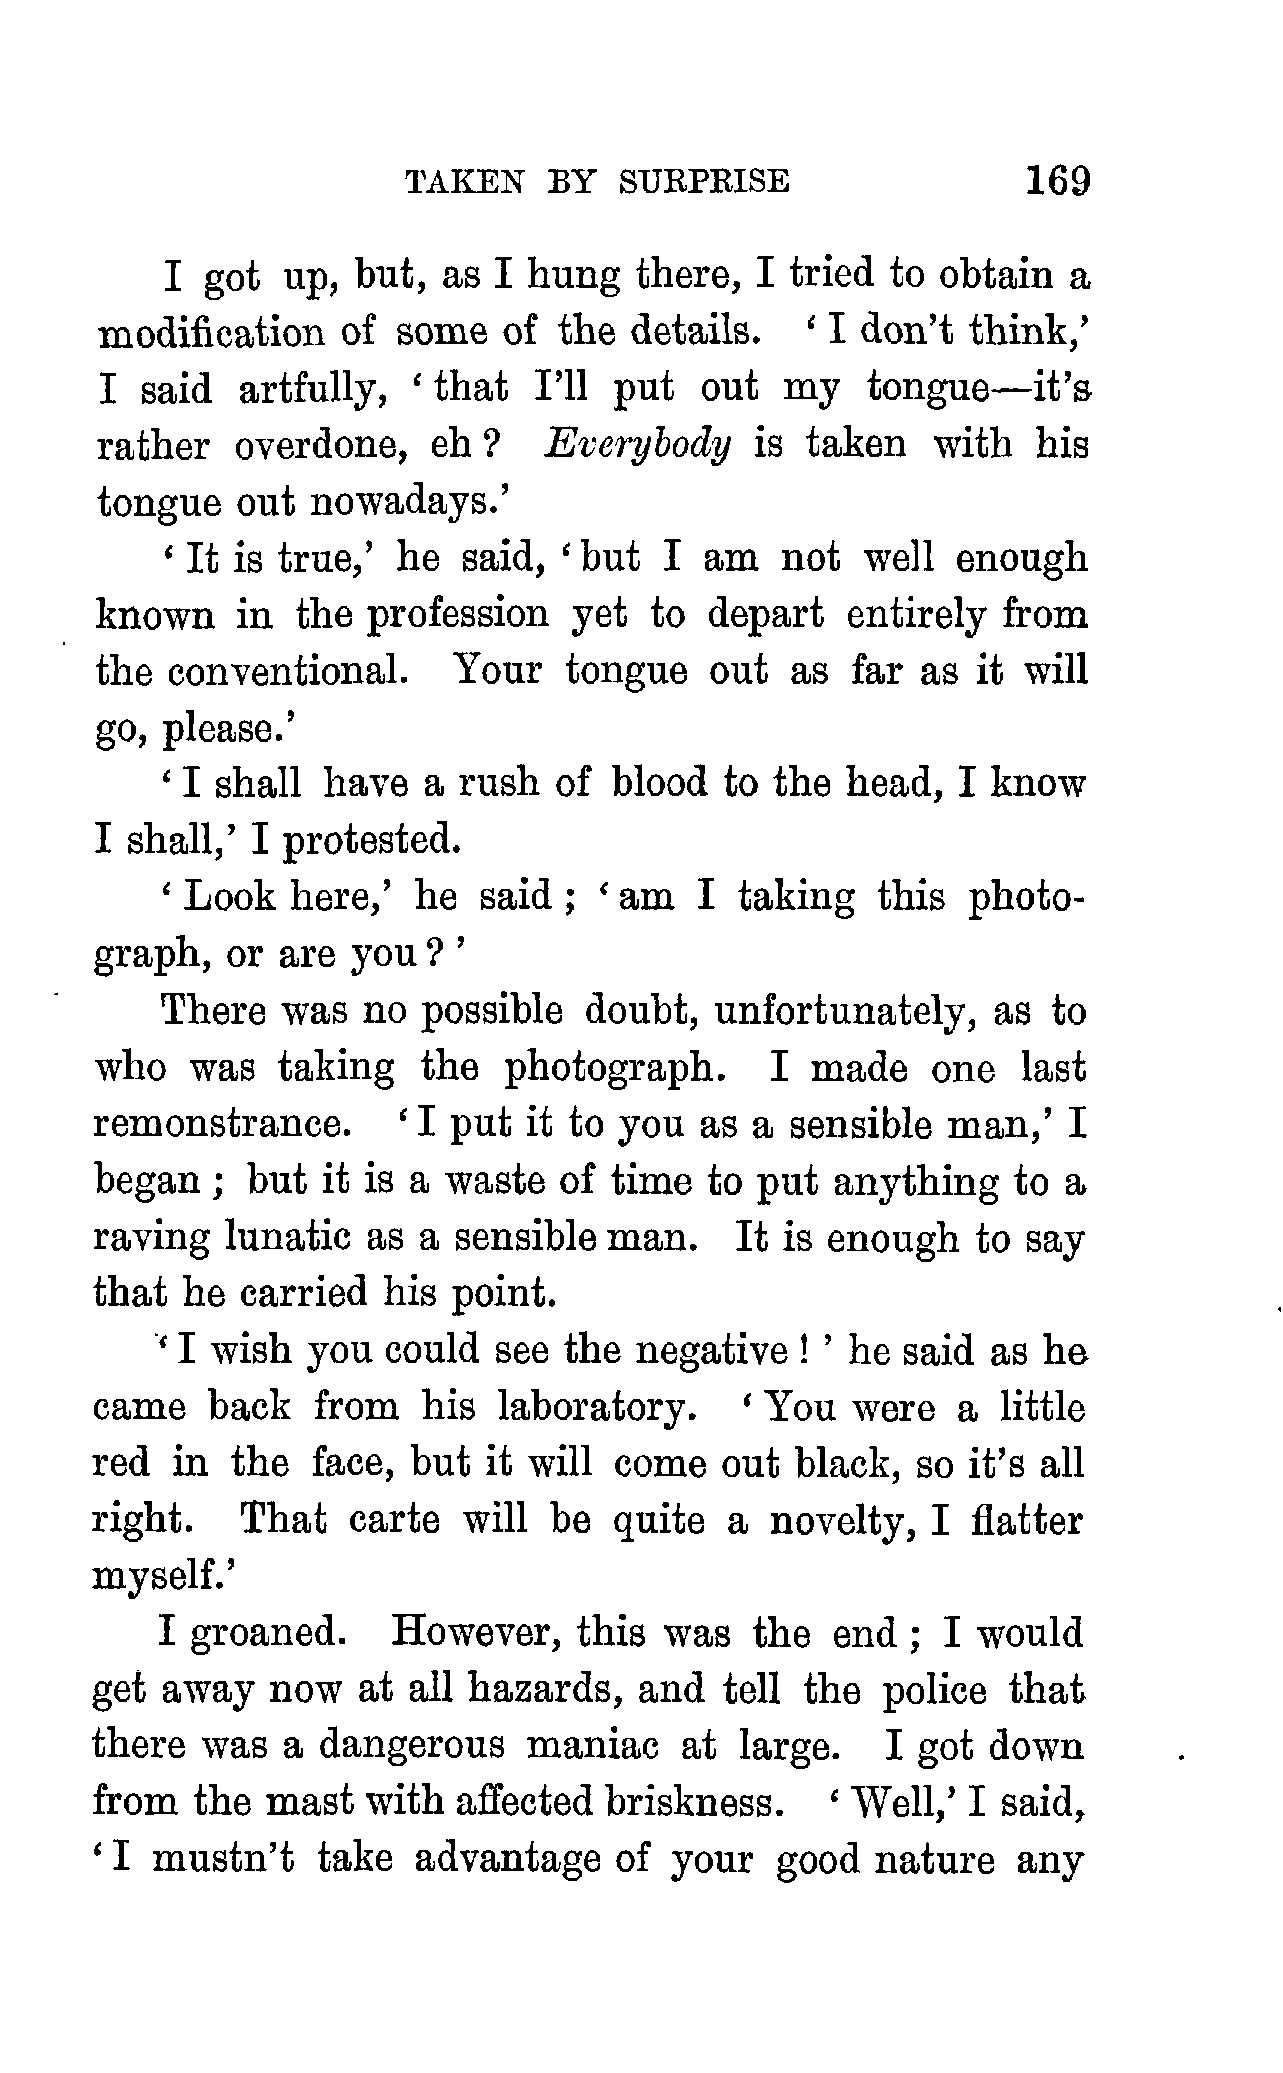 TAKEN BY SURPRISE 169
I got up, but, as I hung there, I tried to obtain a
modification of some of the details. ‘ I don’t think,’
I said artfully, ‘ that I’ll put out my tongue—it’s
rather overdone, eh ? Everybody is taken with his
tongue out nowadays.’
‘ It is true,’ he said, ‘ but I am not well enough
known in the profession yet to depart entirely from
the conventional. Your tongue out as far as it will
go, please.’
‘ I shall have a rush of blood to the head, I know
I shall,’ I protested.
‘ Look here,’ he said ; ‘ am I taking this photo-
graph, or are you ? ’
There was no possible doubt, unfortunately, as to
who was taking the photograph. I made one last
remonstrance. ‘ I put it to you as a sensible man,’ I
began ; but it is a waste of time to put anything to a
raving lunatic as a sensible man. It is enough to say
that he carried his point.
‘ I wish you could see the negative ! ’ he said as he
came back from his laboratory. ‘ You were a little
red in the face, but it will come out black, so it’s all
right. That carte will be quite a novelty, I flatter
myself.’
I groaned. However, this was the end ; I would
get away now at all hazards, and tell the police that
there was a dangerous maniac at large. I got down
from the mast with affected briskness. ‘ Well,’ I said,
‘ I mustn’t take advantage of your good nature any